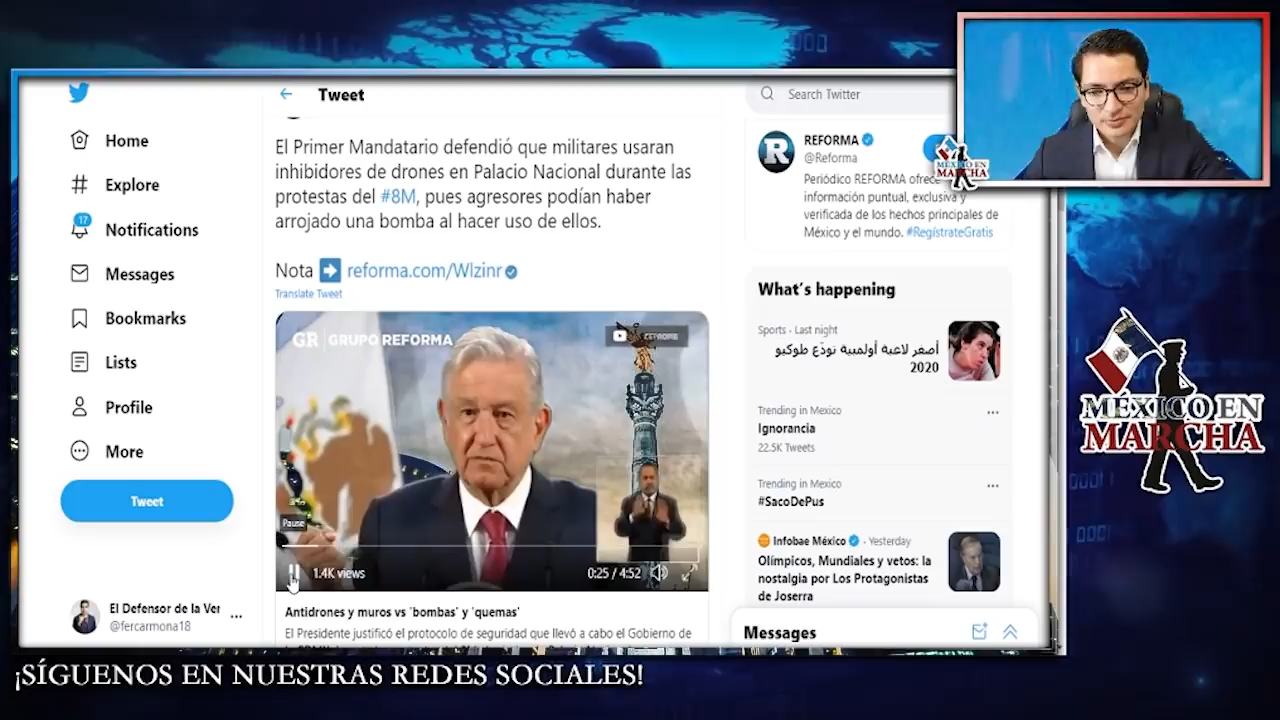 Home
Explore
17
Notifications
Messages
Bookmarks
Lists
Profile
More
Tweet
El Defensor de la Ver
@fercarmona18
Tweet
El Primer Mandatario defendió que militares usaran
inhibidores de drones en Palacio Nacional durante las
protestas del #8M, pues agresores podían haber
arrojado una bomba al hacer uso de ellos.
Nota ➡ reforma.com/Wlzinr
Translate Tweet
GR | GRUPO REFORMA
Pause
1.4K views
0:25 / 4:52
Antidrones y muros vs 'bombas' y 'quemas'
El Presidente justificó el protocolo de seguridad que llevó a cabo el Gobierno de
Search Twitter
R
REFORMA
@Reforma
Periódico REFORMA ofrece
información puntual, exclusiva y
verificada de los hechos principales de
México y el mundo. #RegístrateGratis
What's happening
Sports · Last night
أصغر لاعبة أولمبية تودّع طوكيو
2020
Trending in Mexico
Ignorancia
22.5K Tweets
Trending in Mexico
#SacoDePus
Infobae México · Yesterday
Olímpicos, Mundiales y vetos: la
nostalgia por Los Protagonistas
de Joserra
Messages
MÉXICO EN
MARCHA
MÉXICO EN
MARCHA
¡SÍGUENOS EN NUESTRAS REDES SOCIALES!